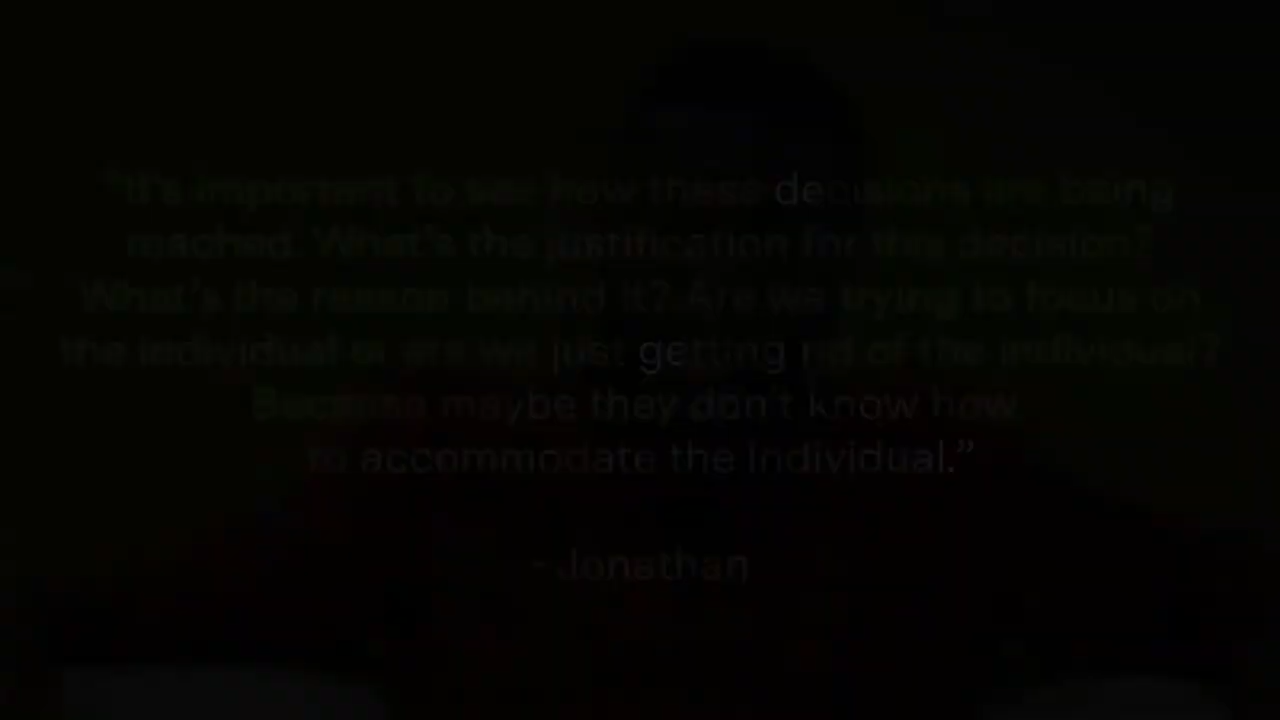 "It's important to see how these decisions are being
reached. What's the justification for this decision?
What's the reason behind it? Are we trying to focus on
the individual or are we just getting rid of the individual?
Because maybe they don't know how
to accommodate the individual.”
- Jonathan